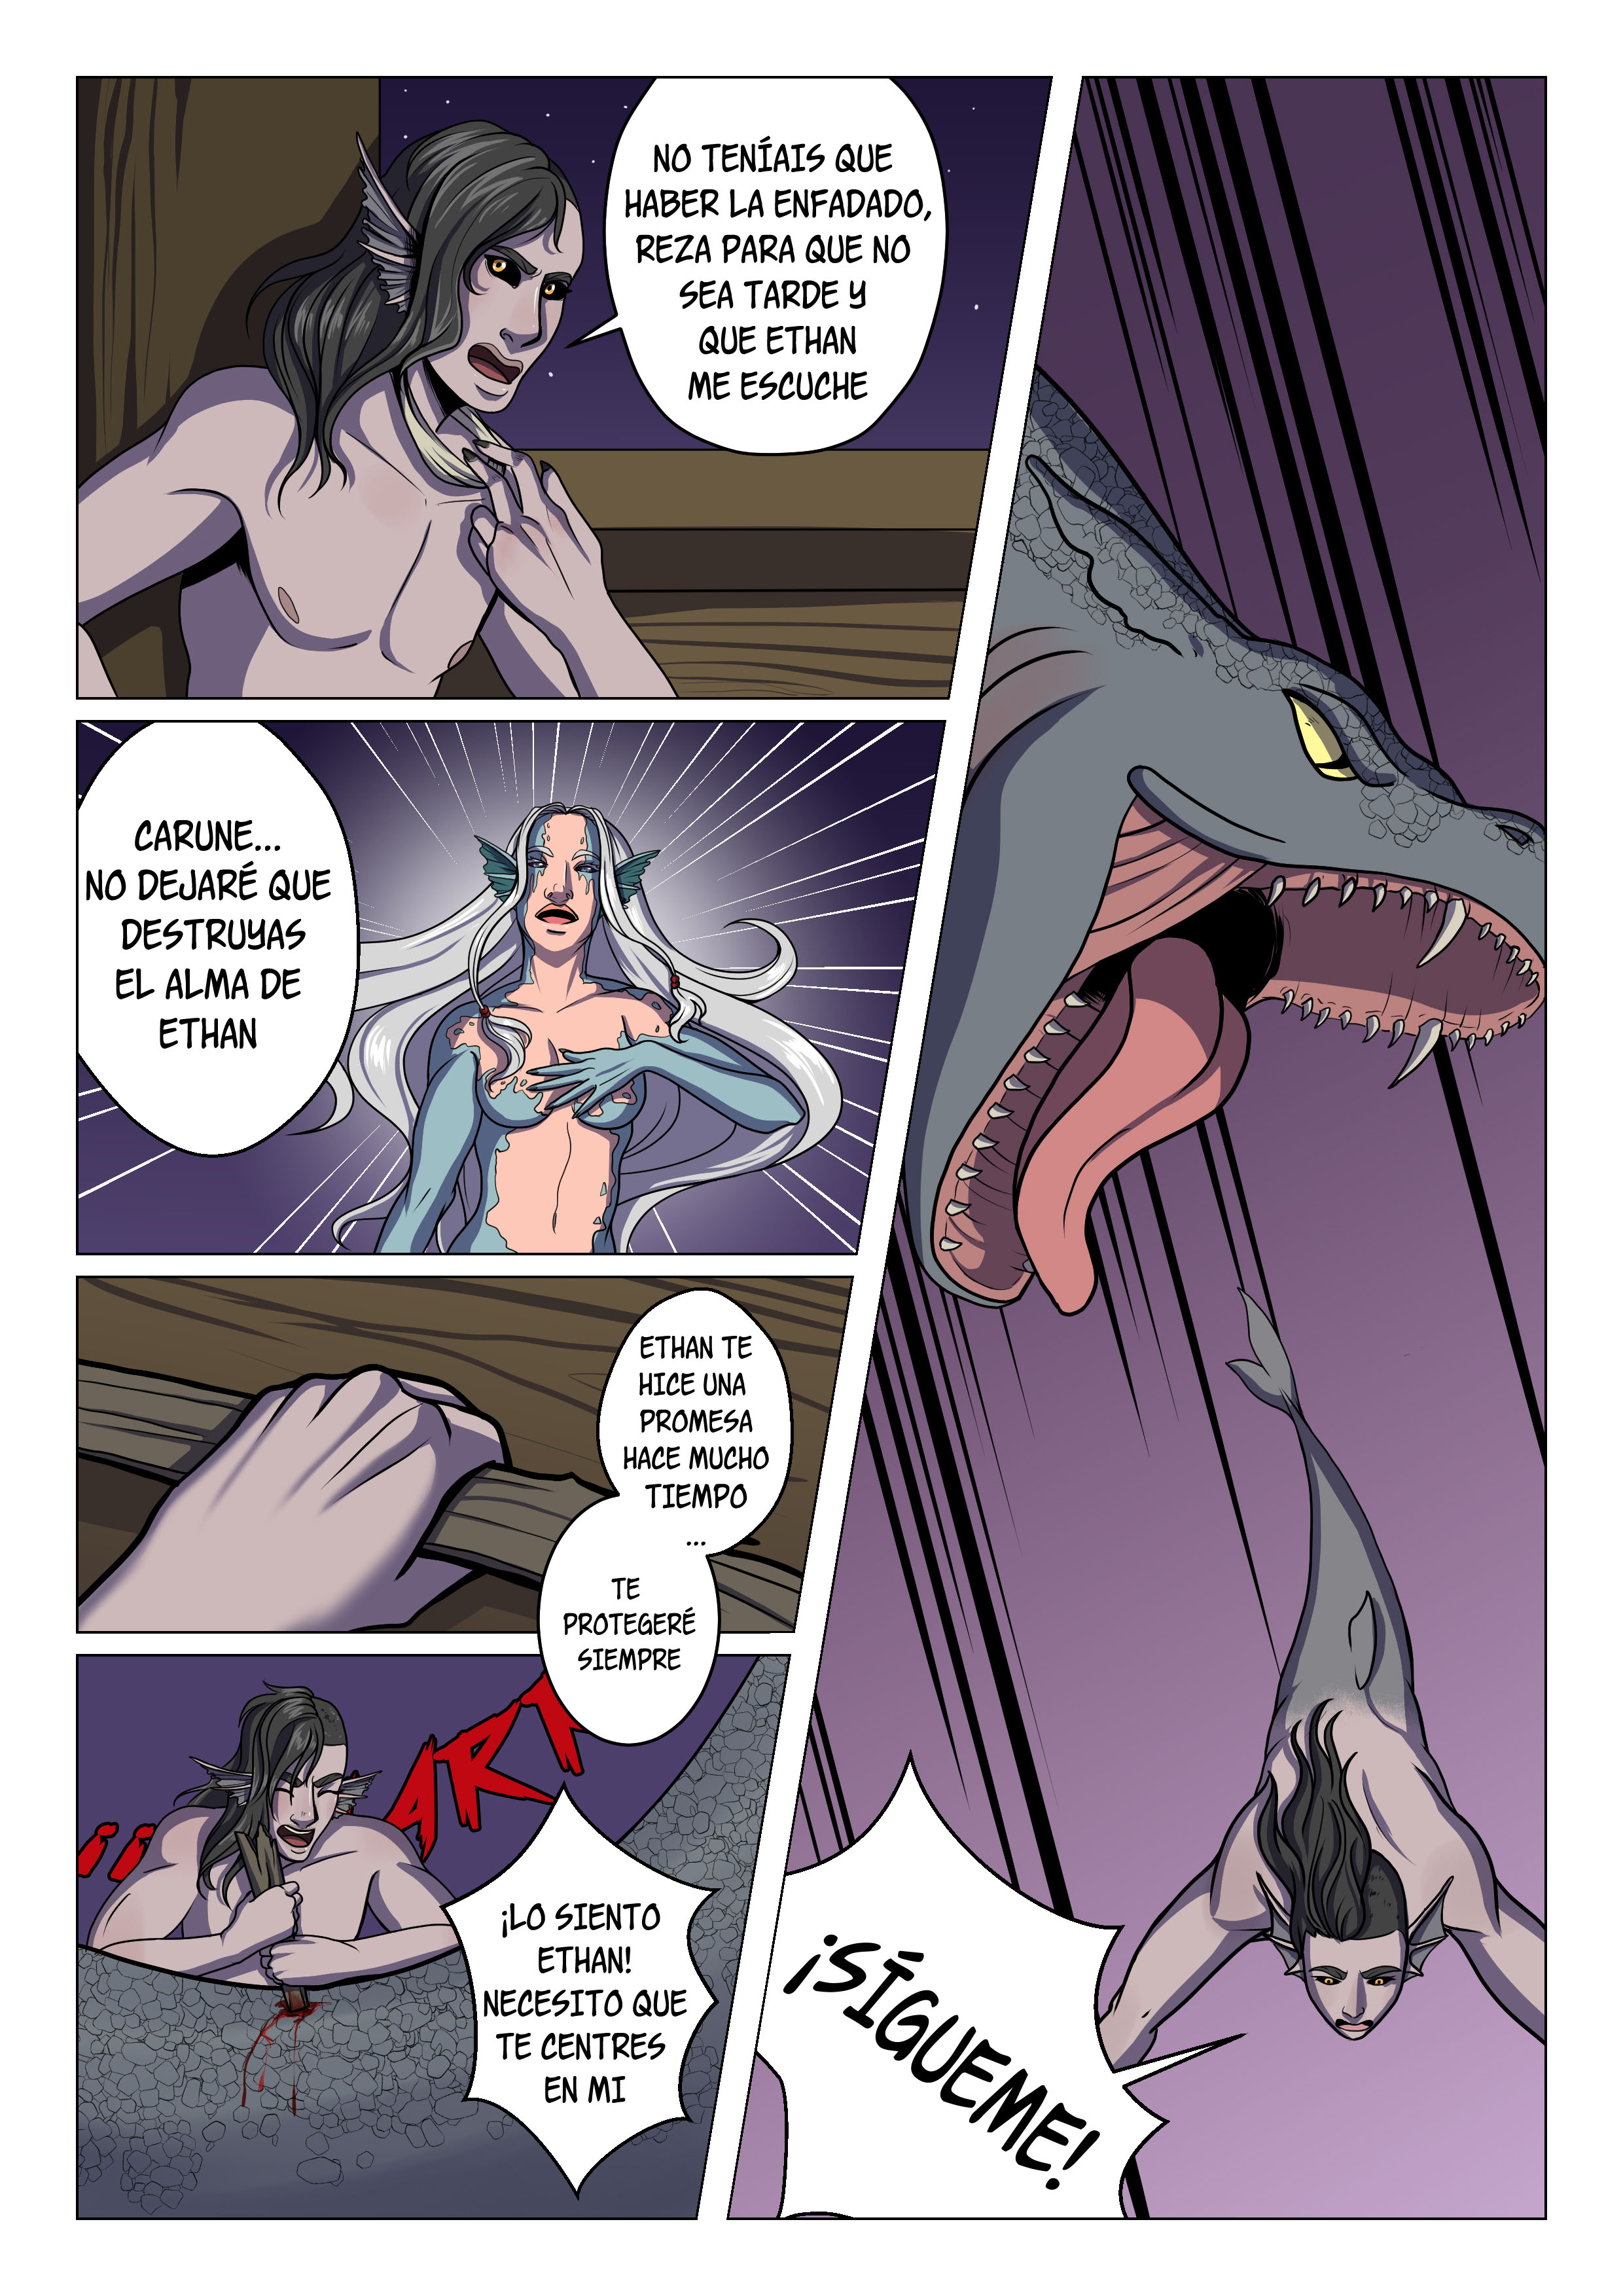 NO TENÍAIS QUE
HABER LA ENFADADO,
REZA PARA QUE NO
SEA TARDE Y
QUE ETHAN
ME ESCUCHE
CARUNE...
NO DEJARÉ QUE
DESTRUYAS
EL ALMA DE
ETHAN
ETHAN TE
HICE UNA
PROMESA
HACE MUCHO
TIEMPO
...
TE
PROTEGERÉ
SIEMPRE
¡LO SIENTO
ETHAN!
NECESITO QUE
TE CENTRES
EN MI
¡SÍGUEME!